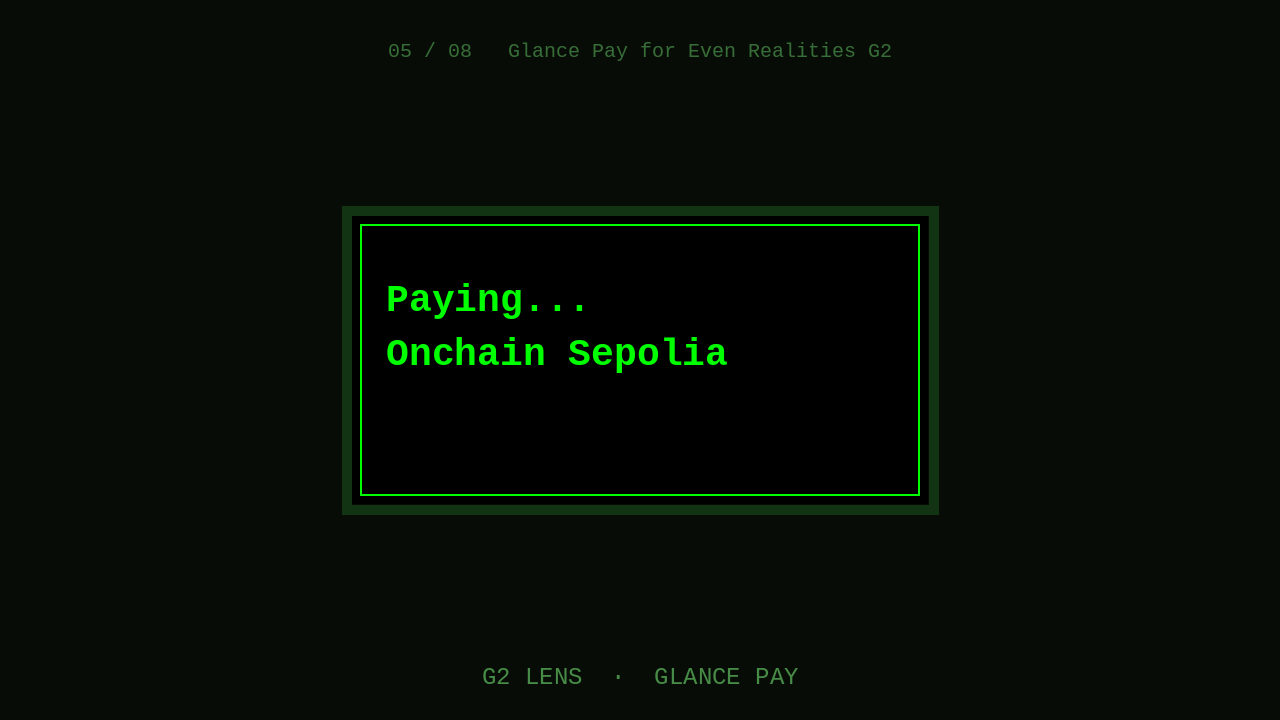 05 / 08   Glance Pay for Even Realities G2
Paying...
Onchain Sepolia
G2 LENS  ·  GLANCE PAY